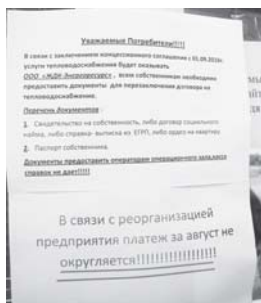 Уважаемые Потребители!!!!
В связи с заключением концессионного соглашения с 01.09.2016г.
услуги тепловодоснабжения будет оказывать
ООО «ЖДК-Энергоресурс», всем собственникам необходимо
предоставить документы для перезаключения договора на
тепловодоснабжение.
Перечень документов:
1. Свидетельство на собственность, либо договор социального
найма, либо справка-выписка из ЕГРП, либо ордер на квартиру
2. Паспорт собственника.
Документы предоставить операторам операционного зала, касса
справок не дает!!!!!
В связи с реорганизацией
предприятия платеж за август не
округляется!!!!!!!!!!!!!!!!!!